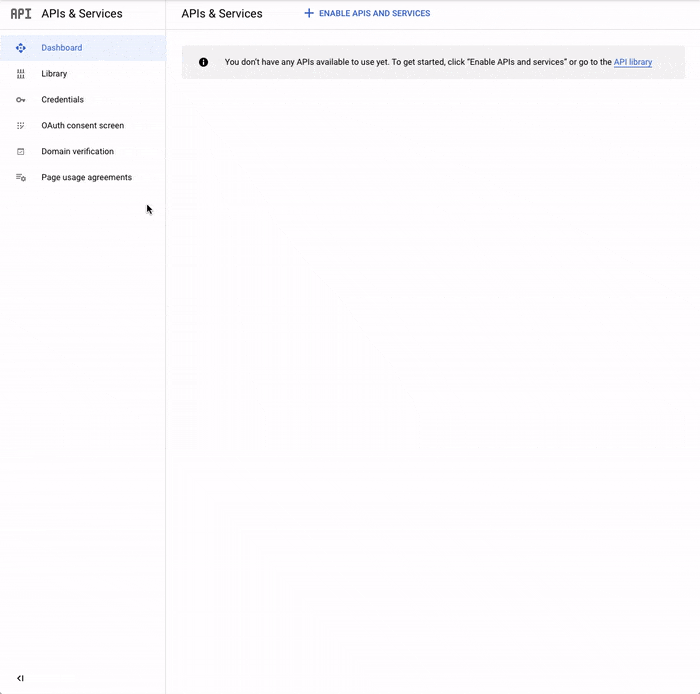 API APIs & Services
APIs & Services
ENABLE APIS AND SERVICES
Dashboard
You don't have any APIs available to use yet. To get started, click "Enable APIs and services" or go to the API library
Library
Credentials
OAuth consent screen
Domain verification
Page usage agreements